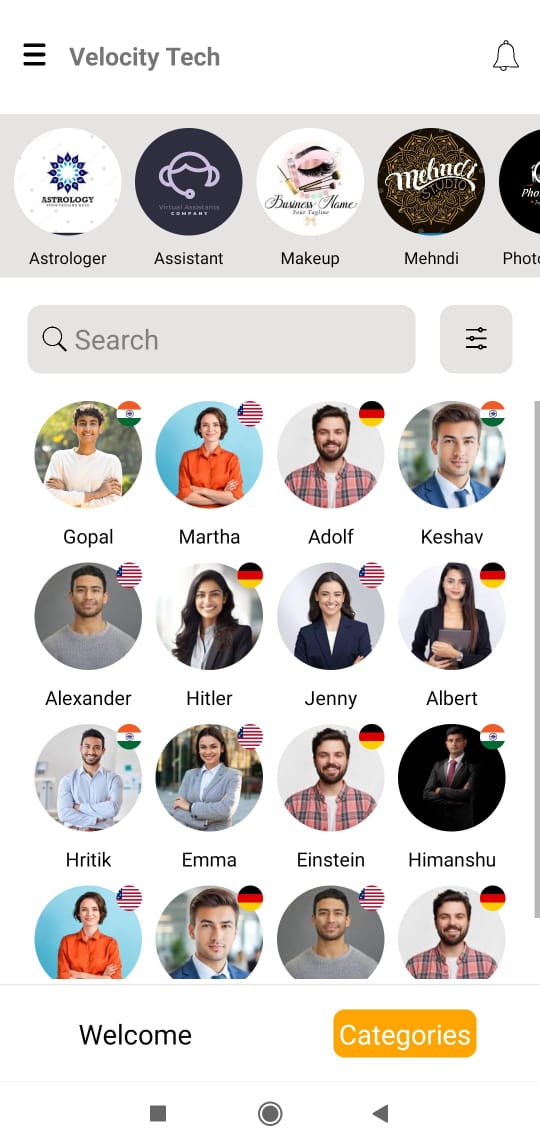 Velocity Tech
ASTROLOGY
Virtual Assistants
COMPANY
Business Name
Your Tagline
Mehndi
STUDIO
Astrologer
Assistant
Makeup
Mehndi
Search
Gopal
Martha
Adolf
Keshav
Alexander
Hitler
Jenny
Albert
Hritik
Emma
Einstein
Himanshu
Welcome
Categories